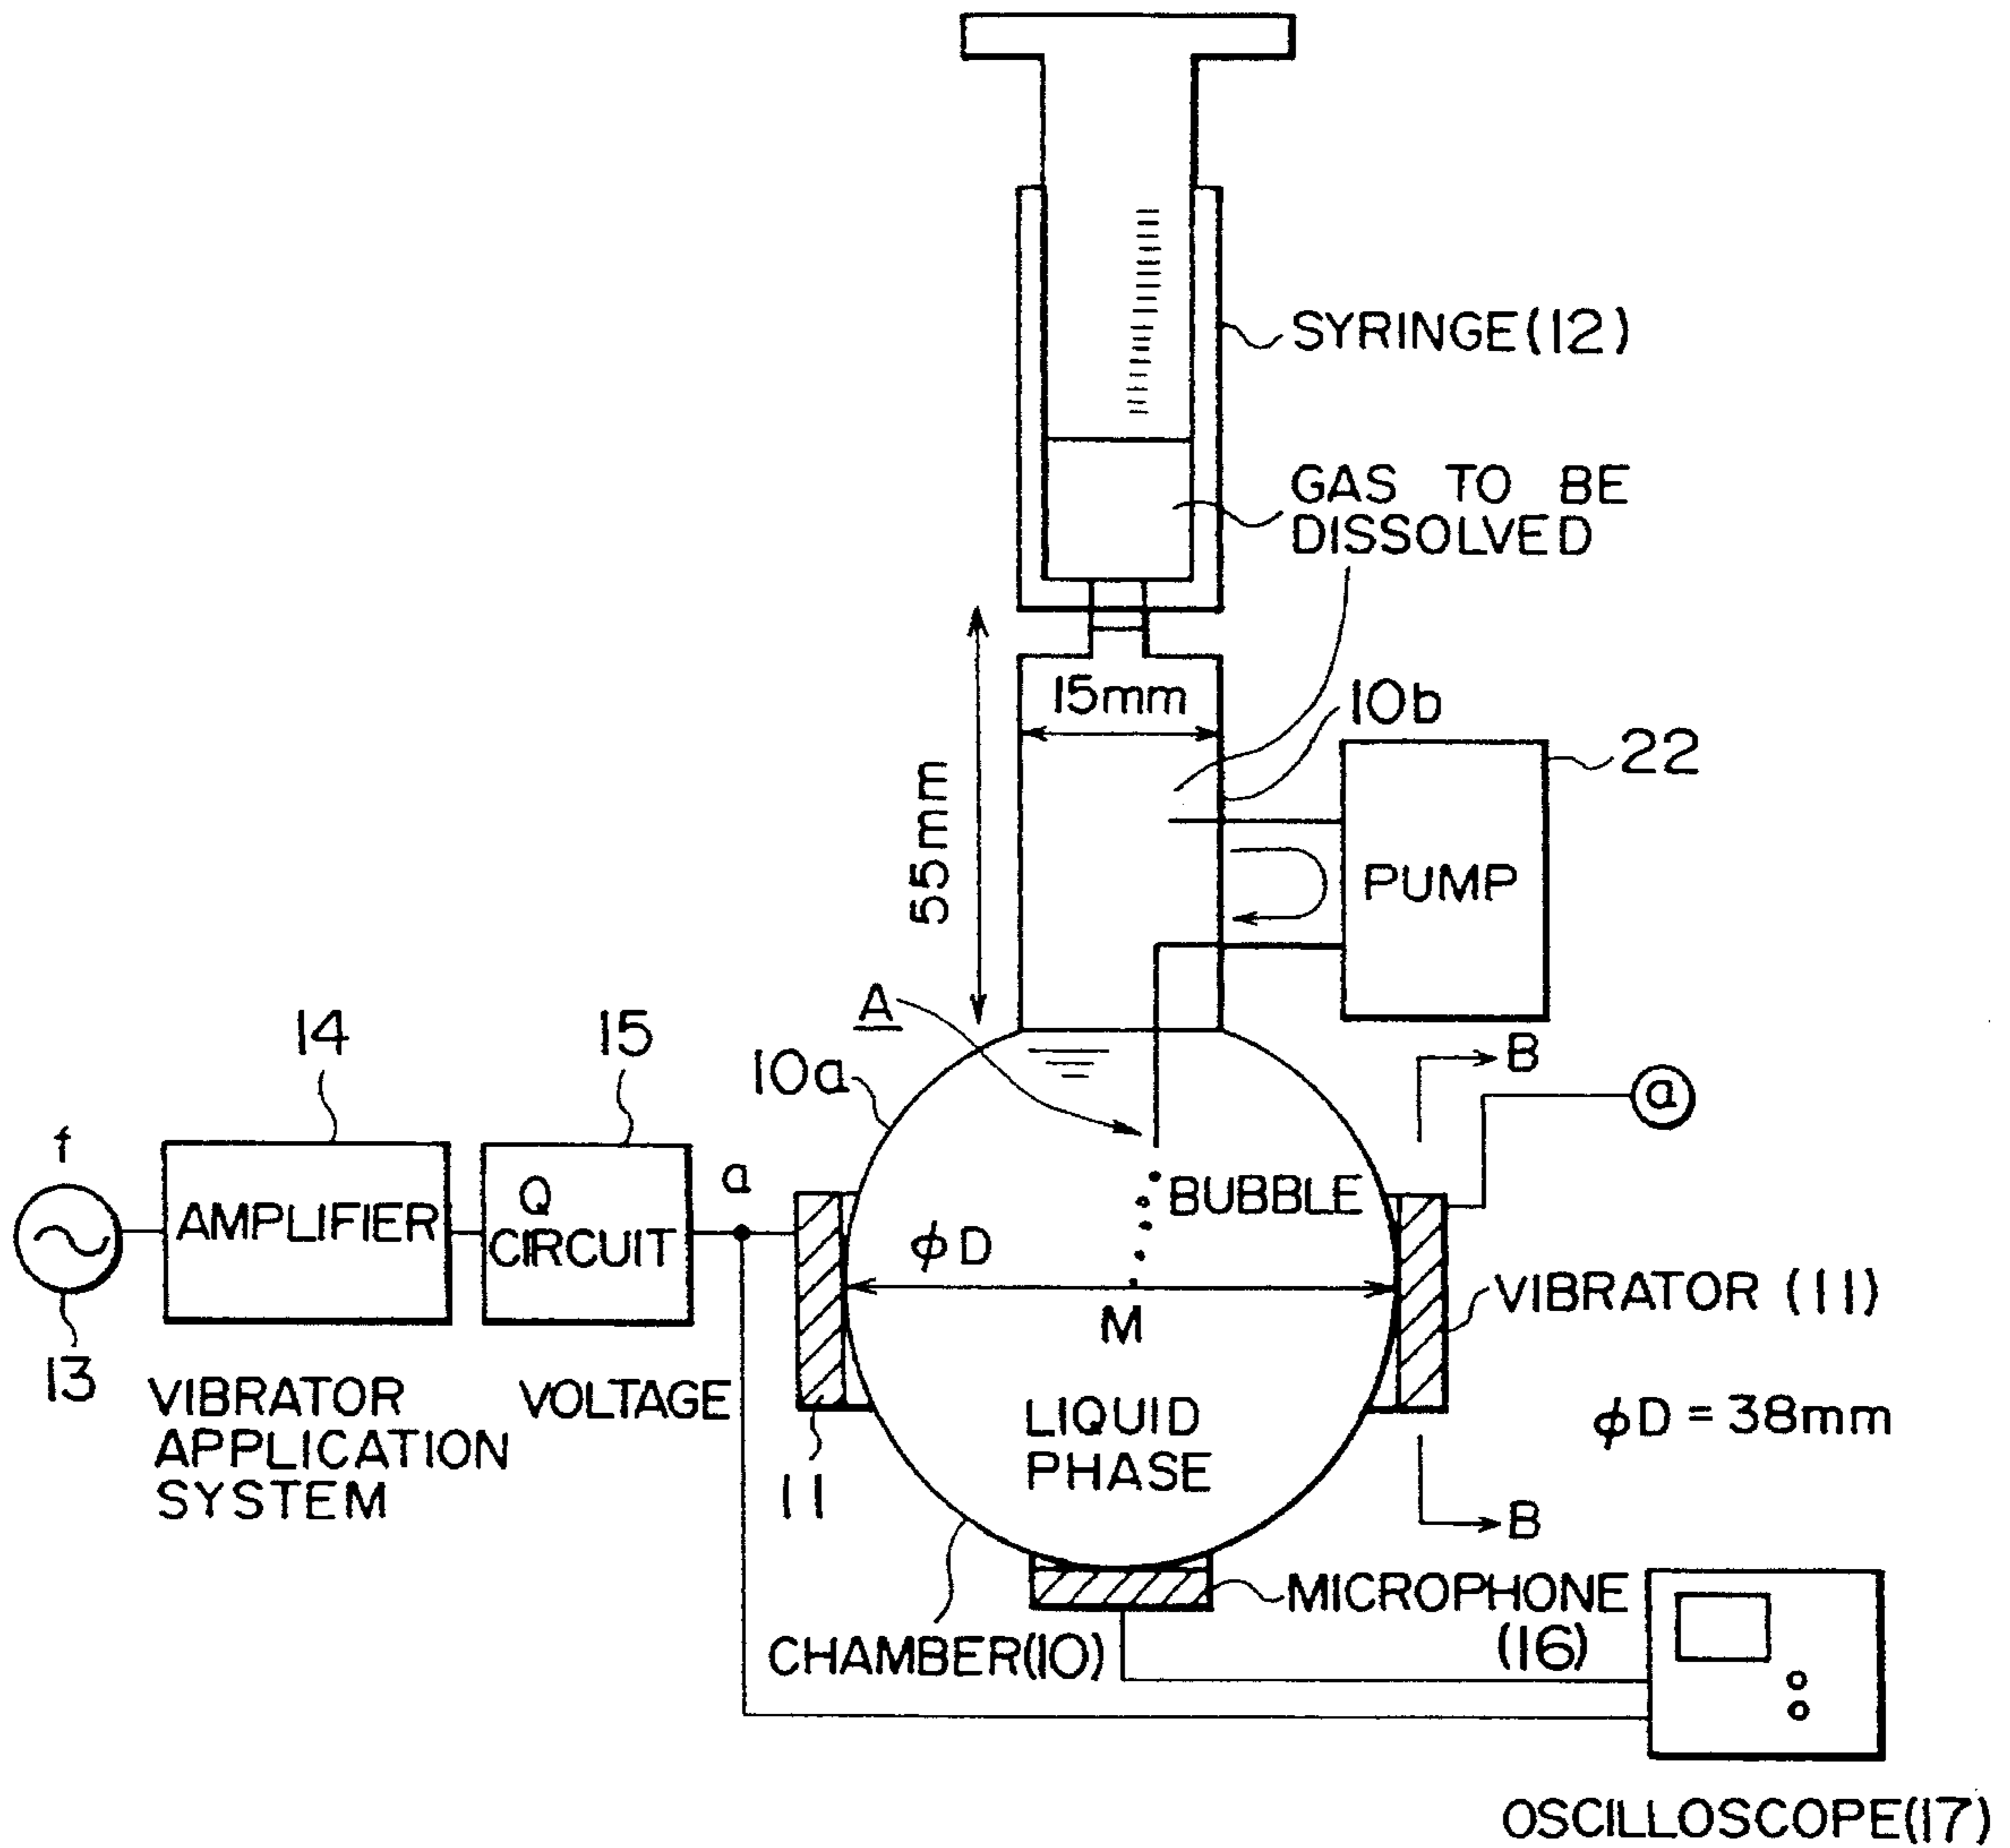 SYRINGE(12)
GAS TO BE
DISSOLVED
15mm
10b
22
55mm
PUMP
A
14
15
10a
B
a
f
a
AMPLIFIER
Q
CIRCUIT
BUBBLE
φD
M
VIBRATOR (11)
13
VIBRATOR
APPLICATION
SYSTEM
VOLTAGE
LIQUID
PHASE
φD = 38mm
11
B
MICROPHONE
(16)
CHAMBER(10)
OSCILLOSCOPE(17)